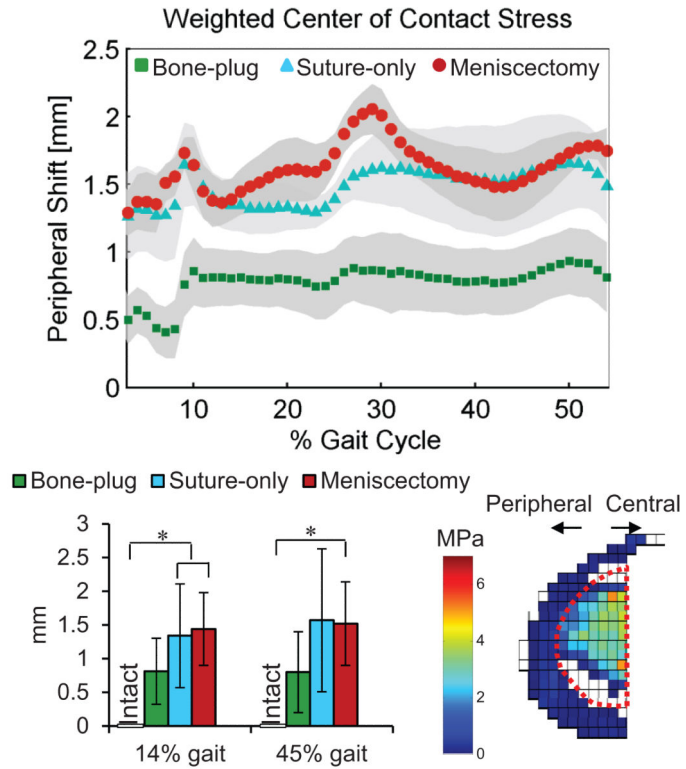 Weighted Center of Contact Stress
2.5
Bone-plug Suture-only Meniscectomy
2
1.5
1
0.5
0
Peripheral Shift [mm]
10 20 30 40 50
% Gait Cycle
Bone-plug Suture-only Meniscectomy
3
2.5
2
1.5
1
0.5
0
mm
* *
Intact Intact
14% gait 45% gait
Peripheral Central
MPa
6
4
2
0